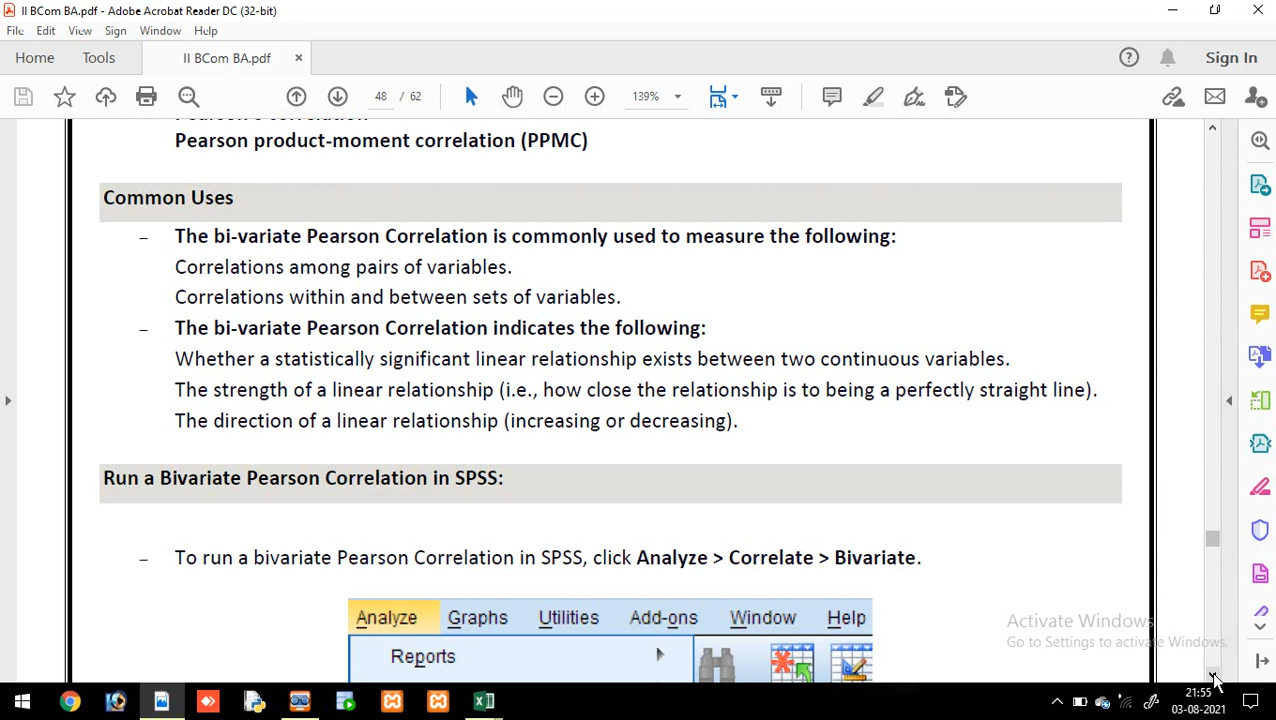 II BCom BA.pdf - Adobe Acrobat Reader DC (32-bit)
File Edit View Sign Window Help
Home Tools II BCom BA.pdf × Sign In
48 / 62 139%
Pearson product-moment correlation (PPMC)
Common Uses
– The bi-variate Pearson Correlation is commonly used to measure the following:
Correlations among pairs of variables.
Correlations within and between sets of variables.
– The bi-variate Pearson Correlation indicates the following:
Whether a statistically significant linear relationship exists between two continuous variables.
The strength of a linear relationship (i.e., how close the relationship is to being a perfectly straight line).
The direction of a linear relationship (increasing or decreasing).
Run a Bivariate Pearson Correlation in SPSS:
– To run a bivariate Pearson Correlation in SPSS, click Analyze > Correlate > Bivariate.
Analyze Graphs Utilities Add-ons Window Help
Reports
Activate Windows
Go to Settings to activate Windows.
21:55
03-08-2021